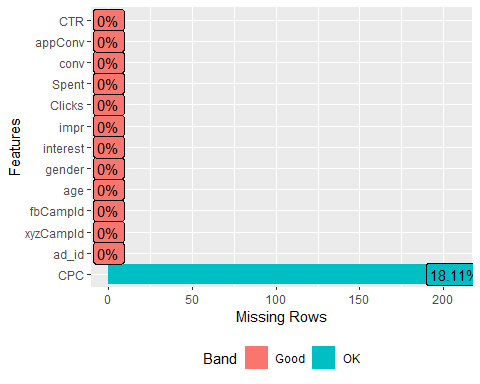 CTR 0%
appConv 0%
conv 0%
Spent 0%
Clicks 0%
impr 0%
interest 0%
gender 0%
age 0%
fbCampId 0%
xyzCampId 0%
ad_id 0%
CPC 18.11%
Features
0 50 100 150 200
Missing Rows
Band Good OK